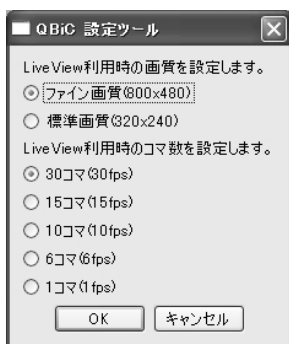 QBiC 設定ツール
LiveView利用時の画質を設定します。
ファイン画質(800x480)
標準画質(320x240)
LiveView利用時のコマ数を設定します。
30コマ(30fps)
15コマ(15fps)
10コマ(10fps)
6コマ(6fps)
1コマ(1fps)
OK キャンセル